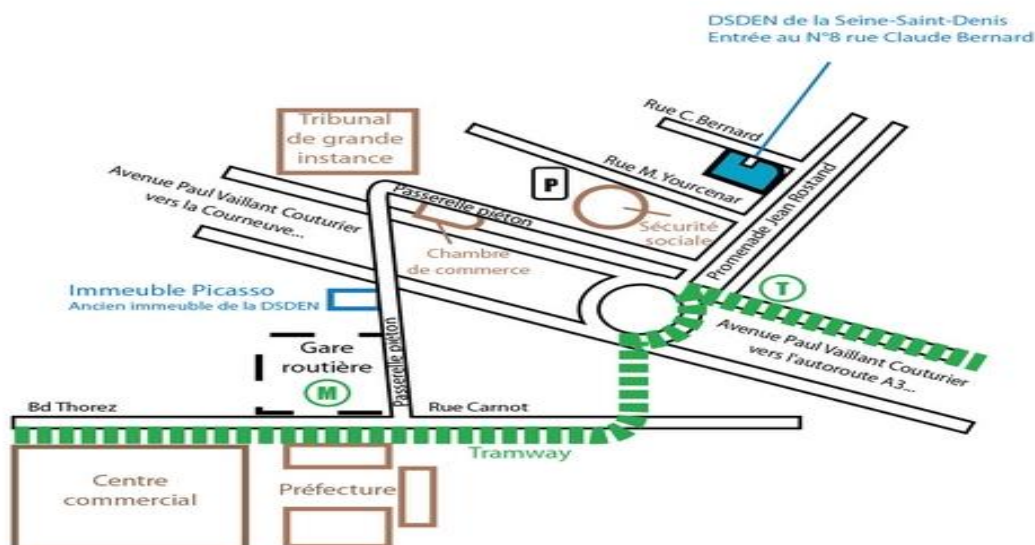 DSDEN de la Seine-Saint-Denis
Entrée au N°8 rue Claude Bernard
Rue C. Bernard
Tribunal
de grande
instance
Rue M. Yourcenar
P
Avenue Paul Vaillant Couturier
vers la Courneuve...
Passerelle piéton
Sécurité
sociale
Promenade Jean Rostand
Chambre
de commerce
Immeuble Picasso
Ancien immeuble de la DSDEN
T
Avenue Paul Vaillant Couturier
vers l'autoroute A3...
Gare
routière
M
Passerelle piéton
Bd Thorez
Rue Carnot
Tramway
Centre
commercial
Préfecture